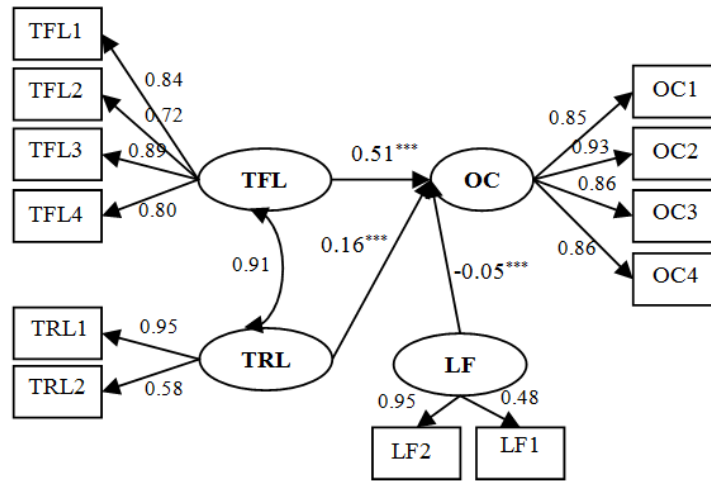 TFL1
0.84
TFL2
0.72
TFL3
0.89
TFL4
0.80
TFL
0.51***
OC
0.85
OC1
0.93
OC2
0.86
OC3
0.86
OC4
0.91
0.16***
-0.05***
TRL1
0.95
TRL2
0.58
TRL
LF
0.95
0.48
LF2
LF1